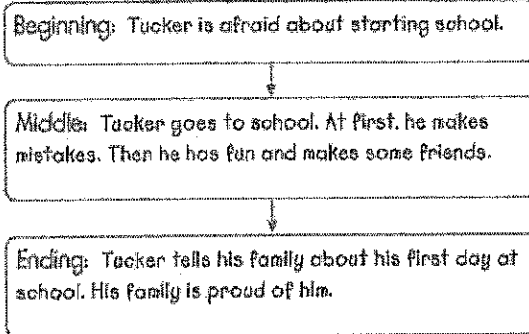 Beginning: Tucker is afraid about starting school.
Middle: Tucker goes to school. At first, he makes
mistakes. Then he has fun and makes some friends.
Ending: Tucker tells his family about his first day at
school. His family is proud of him.